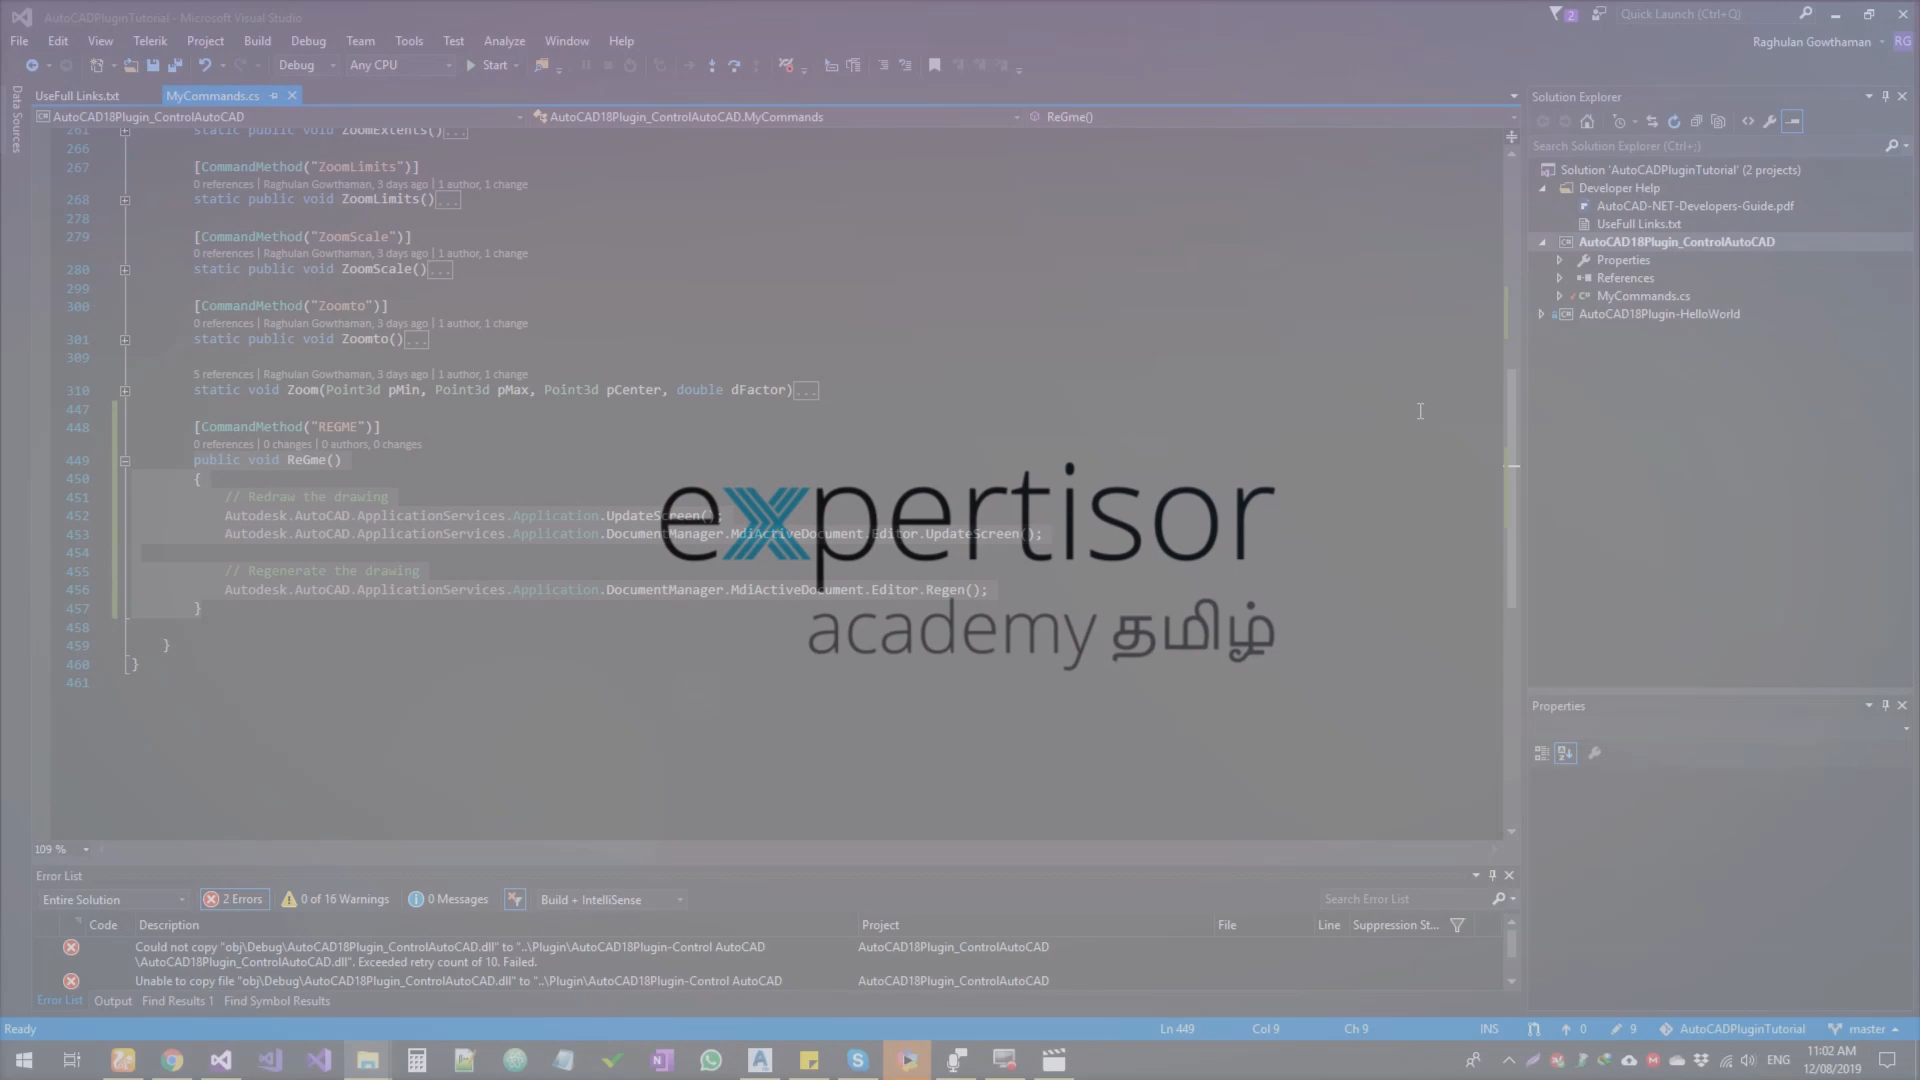 AutoCADPluginTutorial - Microsoft Visual Studio
2
Quick Launch (Ctrl+Q)
File Edit View Telerik Project Build Debug Team Tools Test Analyze Window Help
Raghulan Gowthaman RG
Debug Any CPU Start
Data Sources
UseFull Links.txt MyCommands.cs
AutoCAD18Plugin_ControlAutoCAD AutoCAD18Plugin_ControlAutoCAD.MyCommands ReGme()
261 static public void ZoomExtents()...
266
267 [CommandMethod("ZoomLimits")]
0 references | Raghulan Gowthaman, 3 days ago | 1 author, 1 change
268 static public void ZoomLimits()...
278
279 [CommandMethod("ZoomScale")]
0 references | Raghulan Gowthaman, 3 days ago | 1 author, 1 change
280 static public void ZoomScale()...
299
300 [CommandMethod("Zoomto")]
0 references | Raghulan Gowthaman, 3 days ago | 1 author, 1 change
301 static public void Zoomto()...
309
5 references | Raghulan Gowthaman, 3 days ago | 1 author, 1 change
310 static void Zoom(Point3d pMin, Point3d pMax, Point3d pCenter, double dFactor)...
447
448 [CommandMethod("REGME")]
0 references | 0 changes | 0 authors, 0 changes
449 public void ReGme()
450 {
451 // Redraw the drawing
452 Autodesk.AutoCAD.ApplicationServices.Application.UpdateScreen();
453 Autodesk.AutoCAD.ApplicationServices.Application.DocumentManager.MdiActiveDocument.Editor.UpdateScreen();
454
455 // Regenerate the drawing
456 Autodesk.AutoCAD.ApplicationServices.Application.DocumentManager.MdiActiveDocument.Editor.Regen();
457 }
458
459 }
460 }
461
expertisor
academy தமிழ்
109 %
Solution Explorer
Search Solution Explorer (Ctrl+;)
Solution 'AutoCADPluginTutorial' (2 projects)
Developer Help
AutoCAD-NET-Developers-Guide.pdf
UseFull Links.txt
AutoCAD18Plugin_ControlAutoCAD
Properties
References
MyCommands.cs
AutoCAD18Plugin-HelloWorld
Properties
Error List
Entire Solution 2 Errors 0 of 16 Warnings 0 Messages Build + IntelliSense Search Error List
Code Description Project File Line Suppression St...
Could not copy "obj\Debug\AutoCAD18Plugin_ControlAutoCAD.dll" to "..\Plugin\AutoCAD18Plugin-Control AutoCAD AutoCAD18Plugin_ControlAutoCAD
\AutoCAD18Plugin_ControlAutoCAD.dll". Exceeded retry count of 10. Failed.
Unable to copy file "obj\Debug\AutoCAD18Plugin_ControlAutoCAD.dll" to "..\Plugin\AutoCAD18Plugin-Control AutoCAD AutoCAD18Plugin_ControlAutoCAD
Error List Output Find Results 1 Find Symbol Results
Ready Ln 449 Col 9 Ch 9 INS 0 9 AutoCADPluginTutorial master
ENG 11:02 AM
12/08/2019